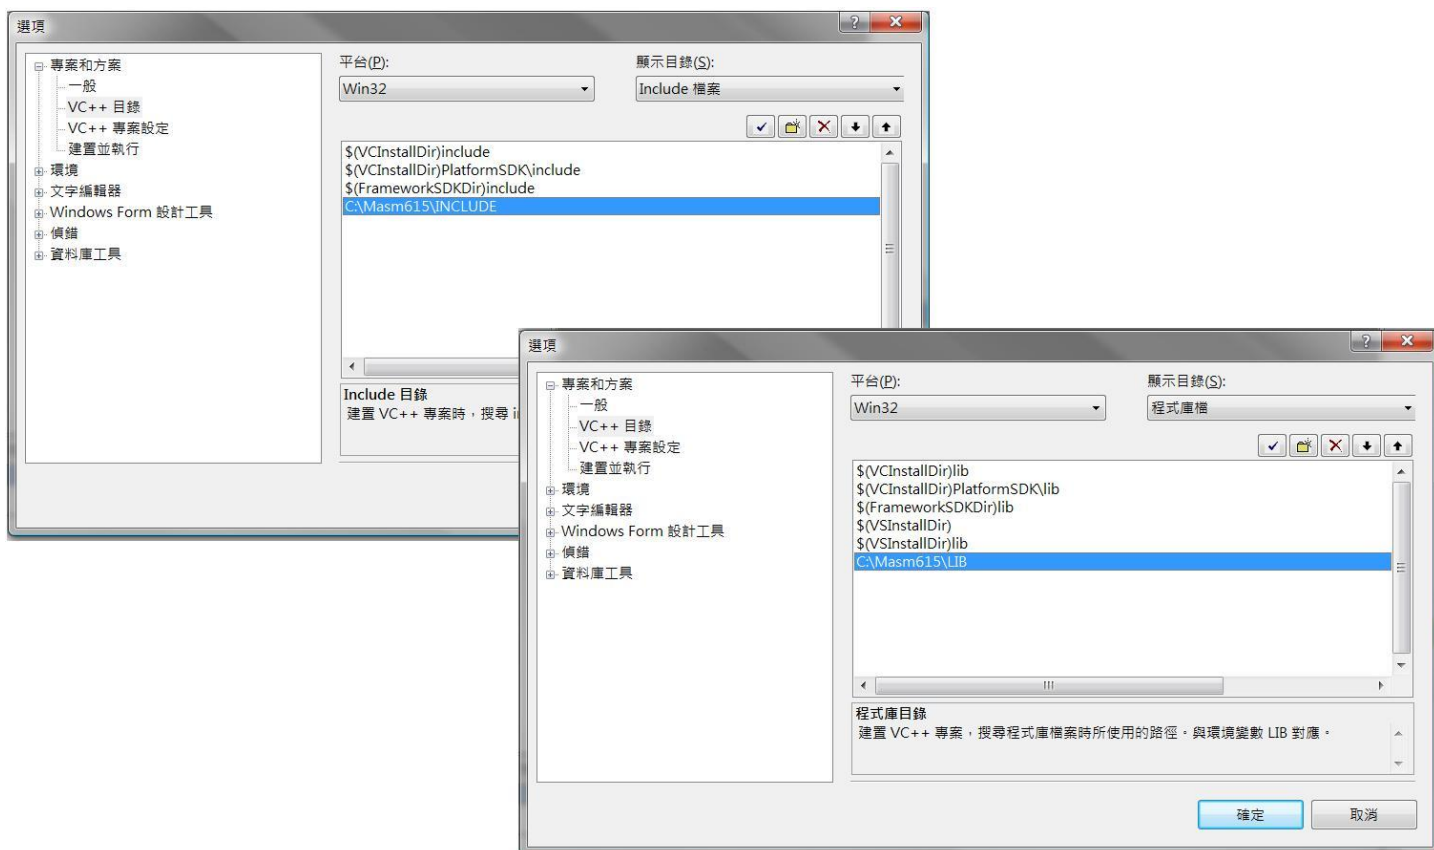 選項
專案和方案
一般
VC++ 目錄
VC++ 專案設定
建置並執行
環境
文字編輯器
Windows Form 設計工具
偵錯
資料庫工具
平台(P):
Win32
顯示目錄(S):
Include 檔案
$(VCInstallDir)include
$(VCInstallDir)PlatformSDK\include
$(FrameworkSDKDir)include
C:\Masm615\INCLUDE
Include 目錄
建置 VC++ 專案時，搜尋 i
選項
專案和方案
一般
VC++ 目錄
VC++ 專案設定
建置並執行
環境
文字編輯器
Windows Form 設計工具
偵錯
資料庫工具
平台(P):
Win32
顯示目錄(S):
程式庫檔
$(VCInstallDir)lib
$(VCInstallDir)PlatformSDK\lib
$(FrameworkSDKDir)lib
$(VSInstallDir)
$(VSInstallDir)lib
C:\Masm615\LIB
程式庫目錄
建置 VC++ 專案，搜尋程式庫檔案時所使用的路徑。與環境變數 LIB 對應。
確定
取消